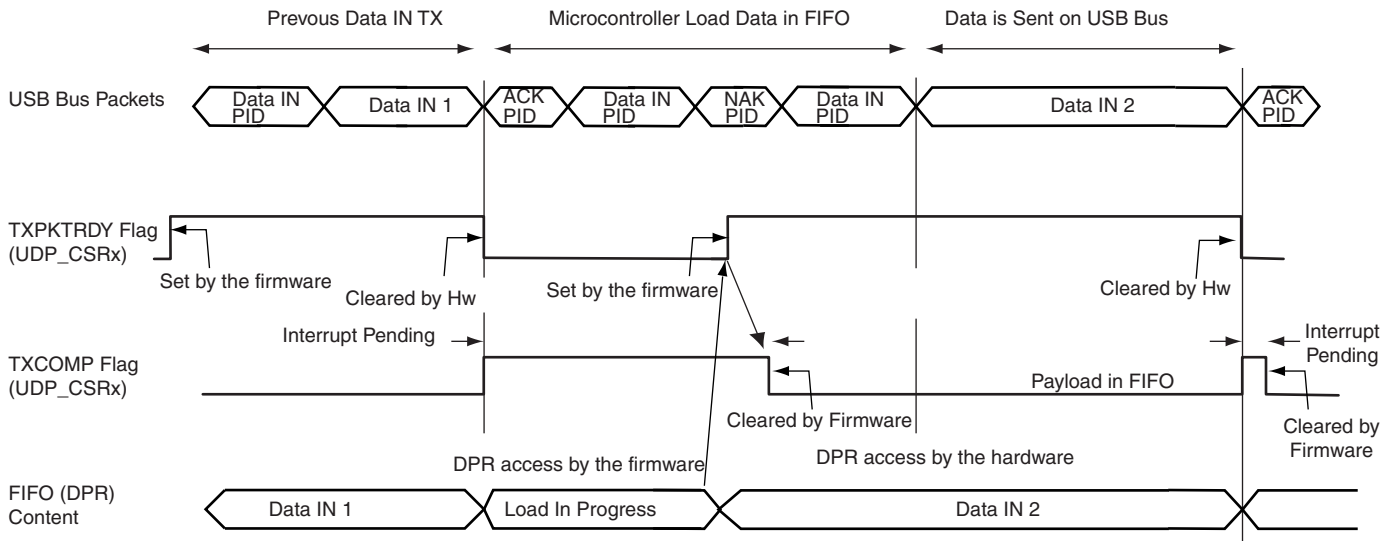 Prevous Data IN TX
Microcontroller Load Data in FIFO
Data is Sent on USB Bus
USB Bus Packets
Data IN
PID
Data IN 1
ACK
PID
Data IN
PID
NAK
PID
Data IN
PID
Data IN 2
ACK
PID
TXPKTRDY Flag
(UDP_CSRx)
Set by the firmware
Cleared by Hw
Set by the firmware
Cleared by Hw
Interrupt Pending
Interrupt
Pending
TXCOMP Flag
(UDP_CSRx)
Payload in FIFO
Cleared by Firmware
Cleared by
Firmware
DPR access by the firmware
DPR access by the hardware
FIFO (DPR)
Content
Data IN 1
Load In Progress
Data IN 2